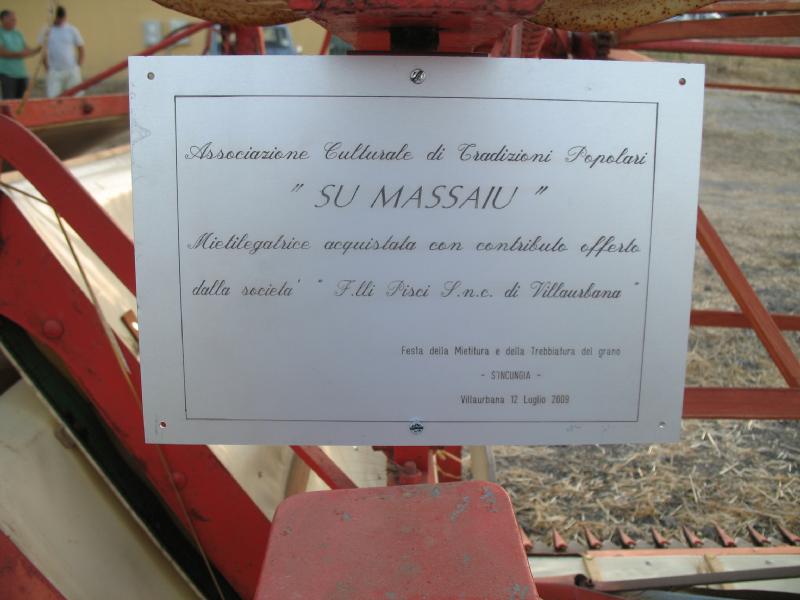 Associazione Culturale di Tradizioni Popolari
" SU MASSAIU "
Mietilegatrice acquistata con contributo offerto
dalla societa' " F.lli Pisci S.n.c. di Villaurbana "
Festa della Mietitura e della Trebbiatura del grano
- S'INCUNGIA -
Villaurbana 12 Luglio 2009